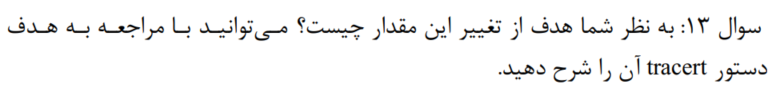 سوال ۱۳: به نظر شما هدف از تغییر این مقدار چیست؟ می‌توانید با مراجعه به هدف
دستور tracert آن را شرح دهید.